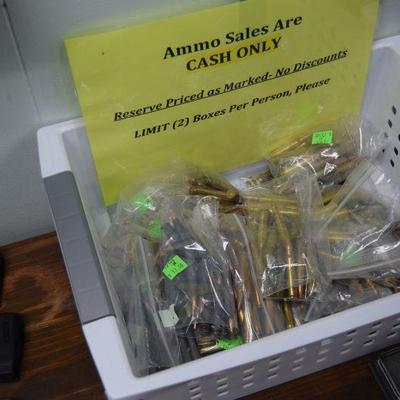 Ammo Sales Are
CASH ONLY
Reserve Priced as Marked- No Discounts
LIMIT (2) Boxes Per Person, Please